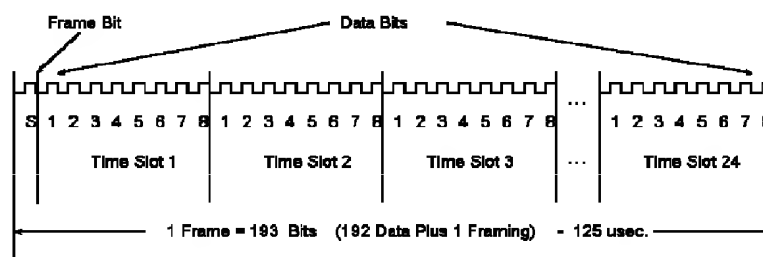 Frame Bit Data Bits
S 1 2 3 4 5 6 7 8 1 2 3 4 5 6 7 8 1 2 3 4 5 6 7 8 ... 1 2 3 4 5 6 7 8
Time Slot 1 Time Slot 2 Time Slot 3 ... Time Slot 24
1 Frame = 193 Bits (192 Data Plus 1 Framing) - 125 usec.